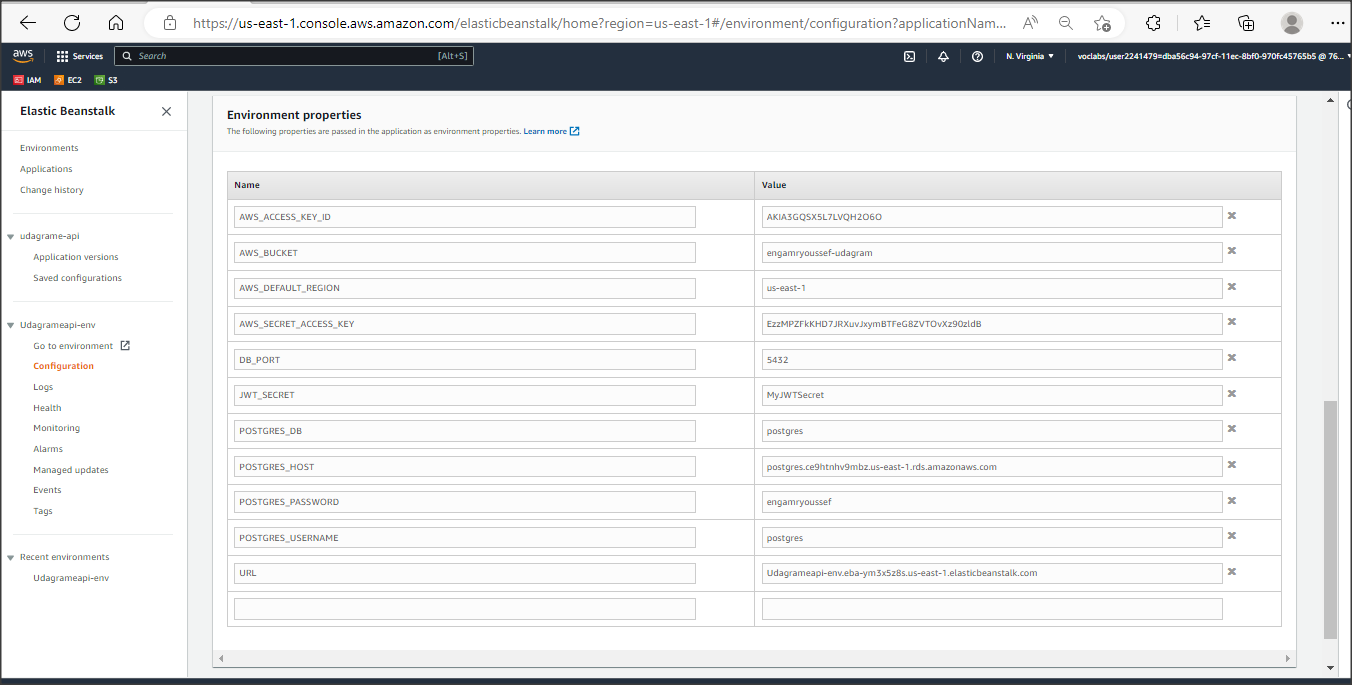 https://us-east-1.console.aws.amazon.com/elasticbeanstalk/home?region=us-east-1#/environment/configuration?applicationNam...
aws
Services
Search
[Alt+S]
N. Virginia
voclabs/user2241479=dba56c94-97cf-11ec-8bf0-970fc45765b5 @ 76...
IAM
EC2
S3
Elastic Beanstalk
Environments
Applications
Change history
udagrame-api
Application versions
Saved configurations
Udagrameapi-env
Go to environment
Configuration
Logs
Health
Monitoring
Alarms
Managed updates
Events
Tags
Recent environments
Udagrameapi-env
Environment properties
The following properties are passed in the application as environment properties. Learn more
Name Value
AWS_ACCESS_KEY_ID AKIA3GQSX5L7LVQH2O6O
AWS_BUCKET engamryoussef-udagram
AWS_DEFAULT_REGION us-east-1
AWS_SECRET_ACCESS_KEY EzzMPZFkKHD7JRXuvJxymBTFeG8ZVTOvXz90zldB
DB_PORT 5432
JWT_SECRET MyJWTSecret
POSTGRES_DB postgres
POSTGRES_HOST postgres.ce9htnhv9mbz.us-east-1.rds.amazonaws.com
POSTGRES_PASSWORD engamryoussef
POSTGRES_USERNAME postgres
URL Udagrameapi-env.eba-ym3x5z8s.us-east-1.elasticbeanstalk.com